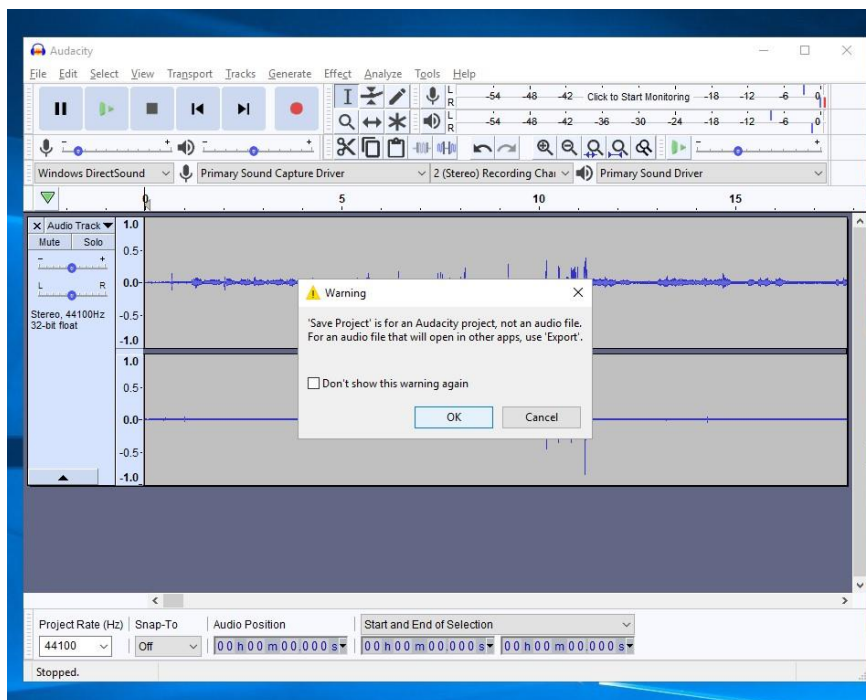 Audacity
File Edit Select View Transport Tracks Generate Effect Analyze Tools Help
L R -54 -48 -42 Click to Start Monitoring -18 -12 -6 0
L R -54 -48 -42 -36 -30 -24 -18 -12 -6 0
- + - + - +
Windows DirectSound Primary Sound Capture Driver 2 (Stereo) Recording Chai Primary Sound Driver
0 5 10 15
X Audio Track 1.0
Mute Solo
0.5
- +
0.0
L R
Stereo, 44100Hz -0.5
32-bit float
-1.0
1.0
0.5
0.0
-0.5
-1.0
Warning
'Save Project' is for an Audacity project, not an audio file.
For an audio file that will open in other apps, use 'Export'.
Don't show this warning again
OK Cancel
Project Rate (Hz) Snap-To Audio Position Start and End of Selection
44100 Off 00 h 00 m 00.000 s 00 h 00 m 00.000 s 00 h 00 m 00.000 s
Stopped.